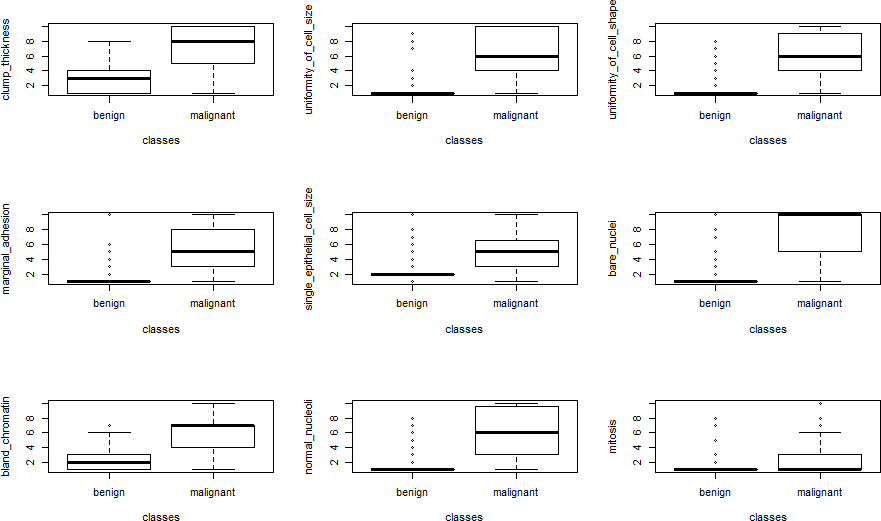 clump_thickness
8
6
4
2
benign malignant
classes
uniformity_of_cell_size
8
6
4
2
benign malignant
classes
uniformity_of_cell_shape
8
6
4
2
benign malignant
classes
marginal_adhesion
8
6
4
2
benign malignant
classes
single_epithelial_cell_size
8
6
4
2
benign malignant
classes
bare_nuclei
8
6
4
2
benign malignant
classes
bland_chromatin
8
6
4
2
benign malignant
classes
normal_nucleoli
8
6
4
2
benign malignant
classes
mitosis
8
6
4
2
benign malignant
classes